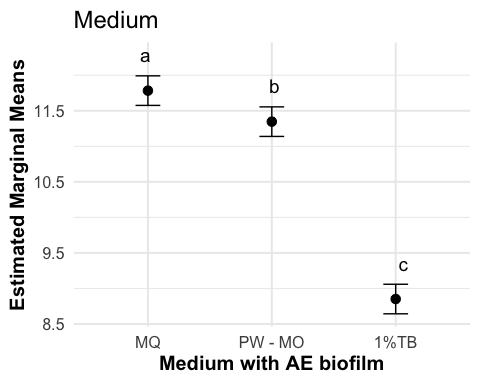 Medium
Estimated Marginal Means
a
b
c
11.5
10.5
9.5
8.5
MQ
PW - MO
1%TB
Medium with AE biofilm